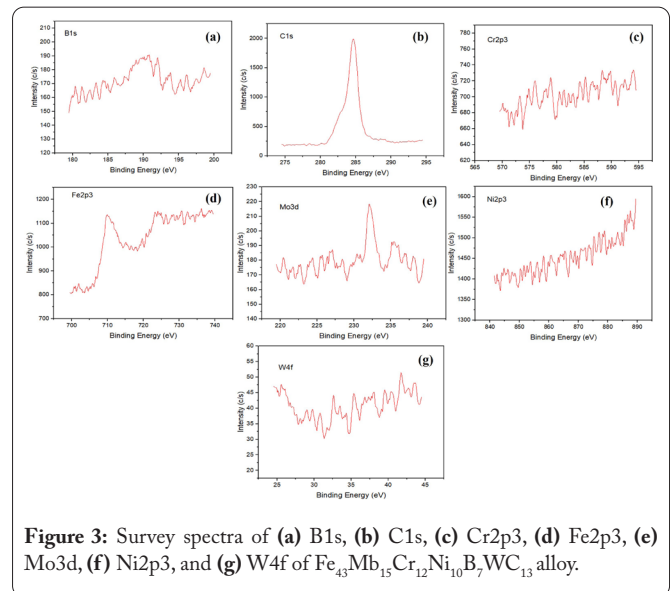 B1s (a)
Intensity (c/s)
210
200
190
180
170
160
150
140
130
120
180 185 190 195 200
Binding Energy (eV)
C1s (b)
Intensity (c/s)
2000
1500
1000
500
0
275 280 285 290 295
Binding Energy (eV)
Cr2p3 (c)
Intensity (c/s)
780
760
740
720
700
680
660
640
620
565 570 575 580 585 590 595
Binding Energy (eV)
Fe2p3 (d)
Intensity (c/s)
1200
1100
1000
900
800
700
700 710 720 730 740
Binding Energy (eV)
Mo3d (e)
Intensity (c/s)
230
220
210
200
190
180
170
160
150
140
220 225 230 235 240
Binding Energy (eV)
Ni2p3 (f)
Intensity (c/s)
1600
1500
1400
1300
840 850 860 870 880 890
Binding Energy (eV)
W4f (g)
Intensity (c/s)
60
55
50
45
40
35
30
25
20
25 30 35 40 45
Binding Energy (eV)
Figure 3: Survey spectra of (a) B1s, (b) C1s, (c) Cr2p3, (d) Fe2p3, (e)
Mo3d, (f) Ni2p3, and (g) W4f of Fe₄₃Mb₁₅Cr₁₂Ni₁₀B₇WC₁₃ alloy.